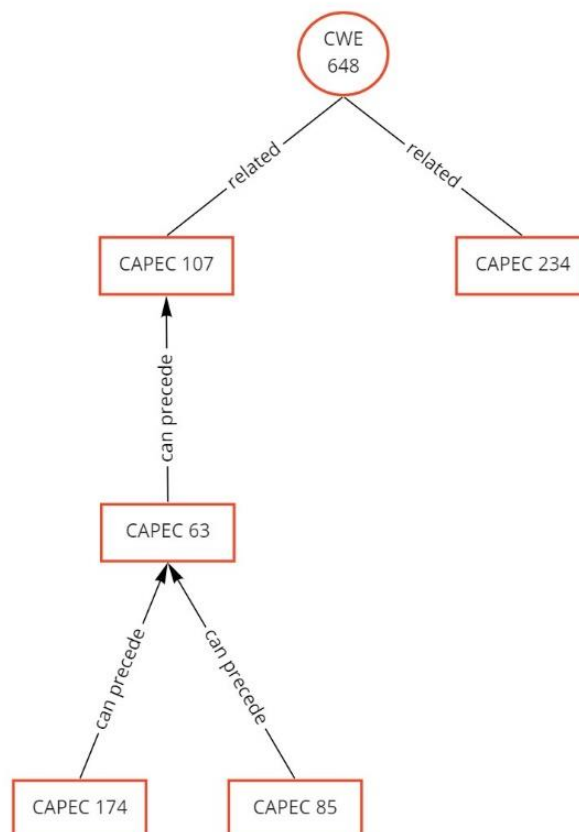 CWE
648
related
related
CAPEC 107
CAPEC 234
can precede
CAPEC 63
can precede
can precede
CAPEC 174
CAPEC 85